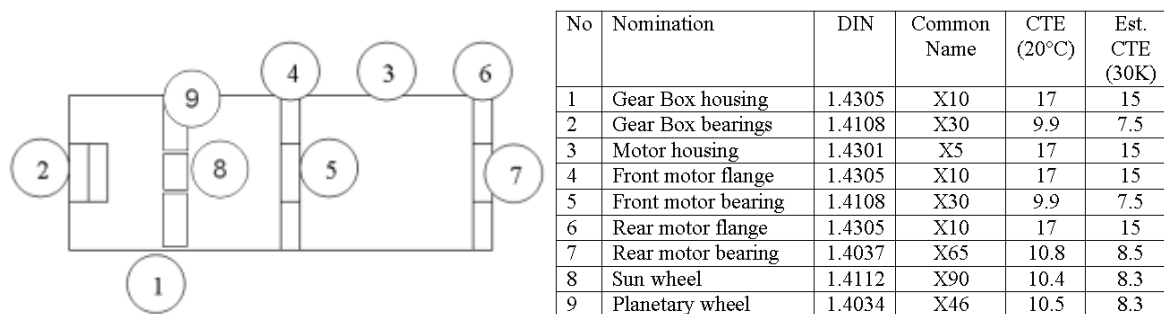 9
4
3
6
2
8
5
7
1
No Nomination DIN Common Name CTE (20°C) Est. CTE (30K)
1 Gear Box housing 1.4305 X10 17 15
2 Gear Box bearings 1.4108 X30 9.9 7.5
3 Motor housing 1.4301 X5 17 15
4 Front motor flange 1.4305 X10 17 15
5 Front motor bearing 1.4108 X30 9.9 7.5
6 Rear motor flange 1.4305 X10 17 15
7 Rear motor bearing 1.4037 X65 10.8 8.5
8 Sun wheel 1.4112 X90 10.4 8.3
9 Planetary wheel 1.4034 X46 10.5 8.3